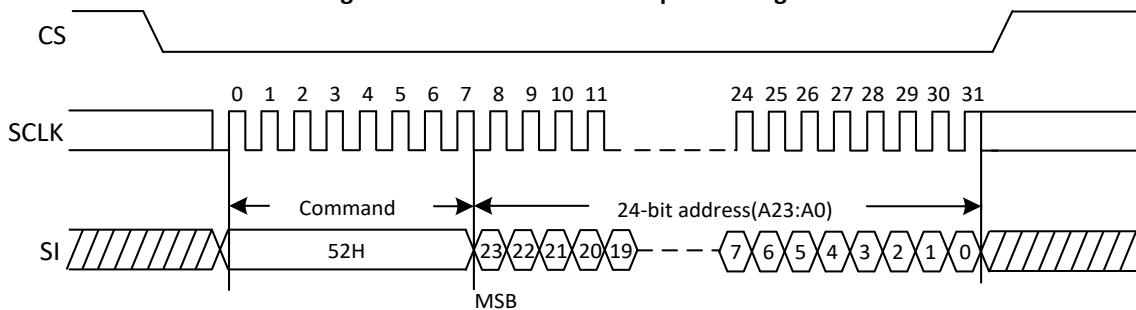 CS
0 1 2 3 4 5 6 7 8 9 10 11 24 25 26 27 28 29 30 31
SCLK
Command 24-bit address(A23:A0)
SI 52H 23 22 21 20 19 7 6 5 4 3 2 1 0
MSB